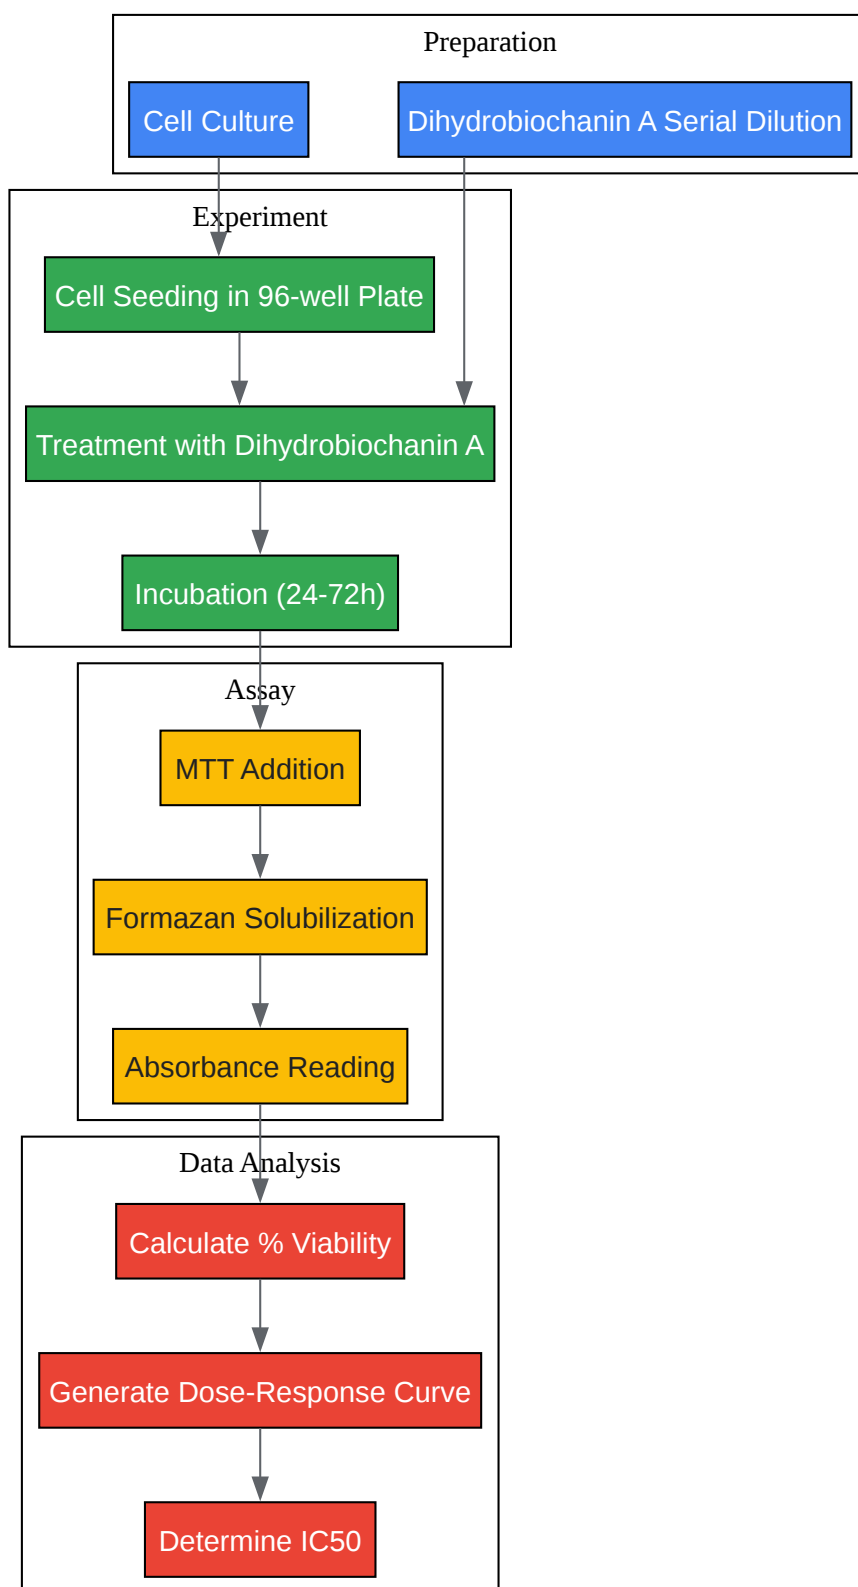 Preparation
Cell Culture
Dihydrobiochanin A Serial Dilution
Experiment
Cell Seeding in 96-well Plate
Treatment with Dihydrobiochanin A
Incubation (24-72h)
Assay
MTT Addition
Formazan Solubilization
Absorbance Reading
Data Analysis
Calculate % Viability
Generate Dose-Response Curve
Determine IC50